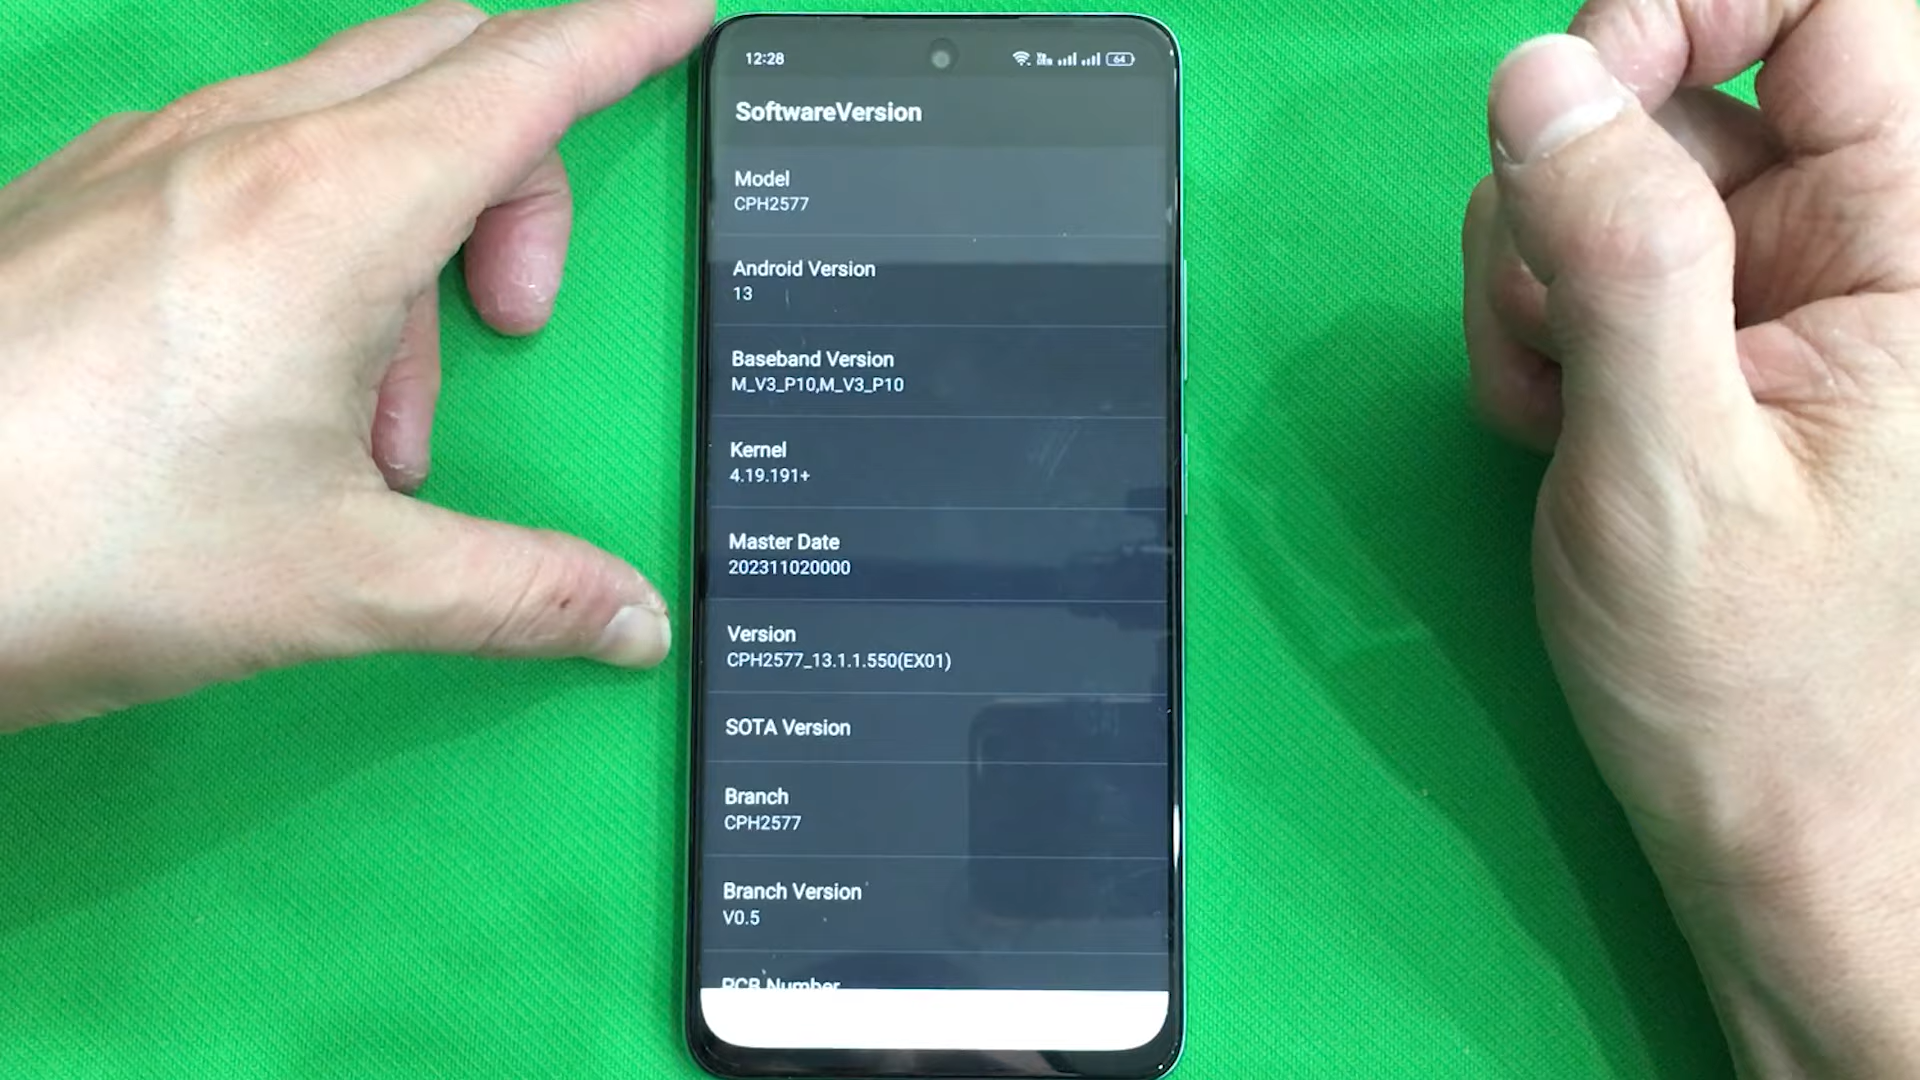 12:28
64
SoftwareVersion
Model
CPH2577
Android Version
13
Baseband Version
M_V3_P10,M_V3_P10
Kernel
4.19.191+
Master Date
202311020000
Version
CPH2577_13.1.1.550(EX01)
SOTA Version
Branch
CPH2577
Branch Version
V0.5
PCB Number